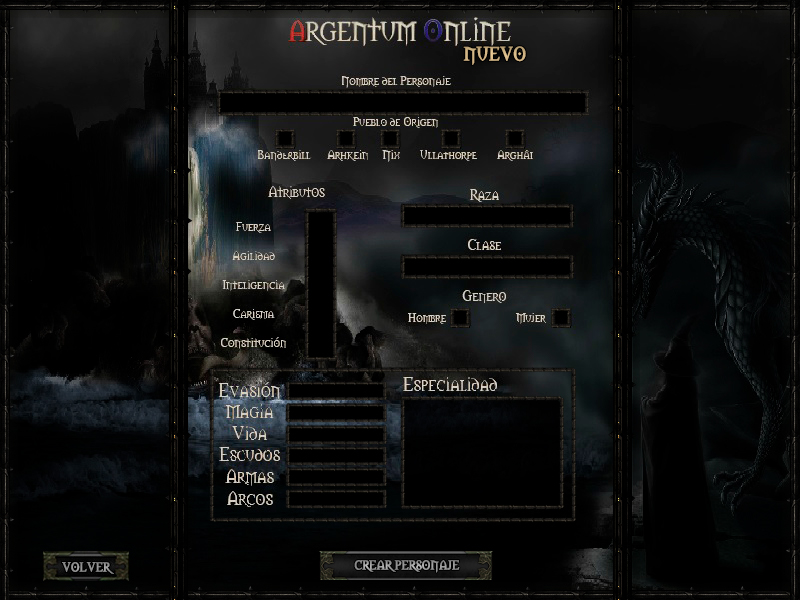 ARGENTUM ONLINE
NUEVO
Nombre del Personaje
Pueblo de Origen
Banderbill Arhkein Nix Ullathorpe Arghâl
Atributos
Raza
Fuerza
Clase
Agilidad
Inteligencia
Genero
Carisma
Hombre Mujer
Constitución
Evasión
Especialidad
Magia
Vida
Escudos
Armas
Arcos
VOLVER
CREAR PERSONAJE